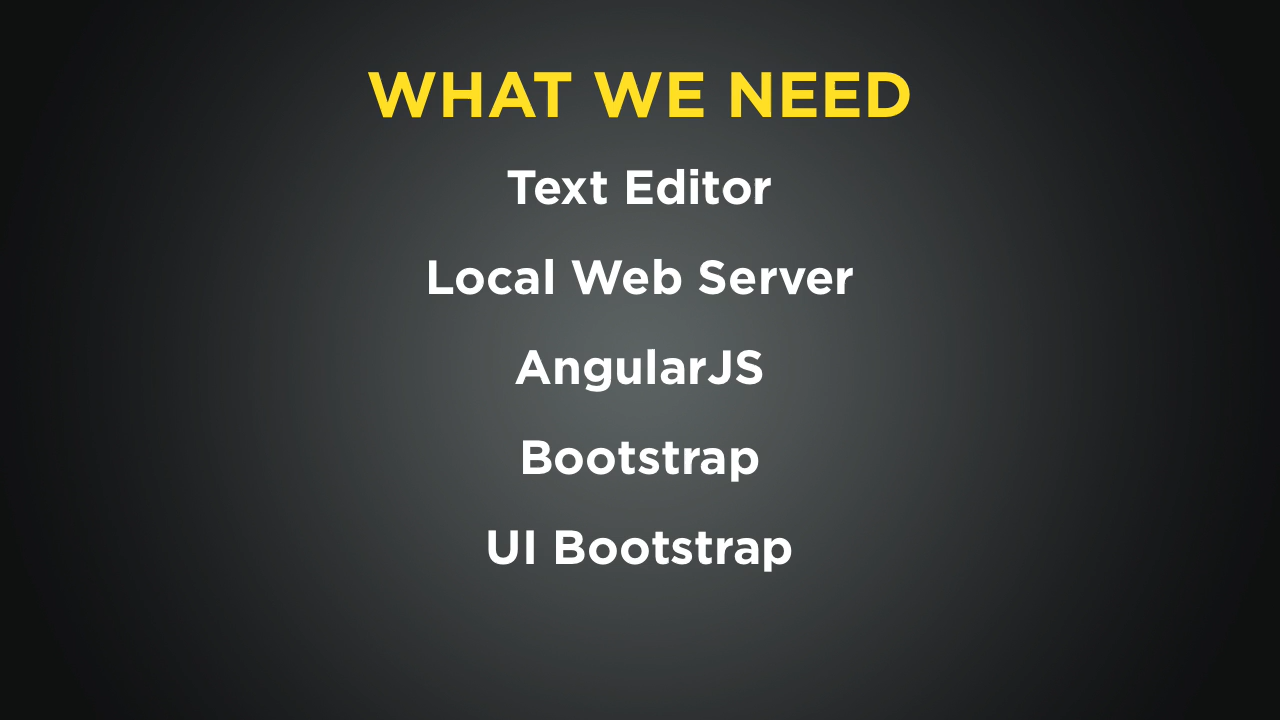 WHAT WE NEED
Text Editor
Local Web Server
AngularJS
Bootstrap
UI Bootstrap